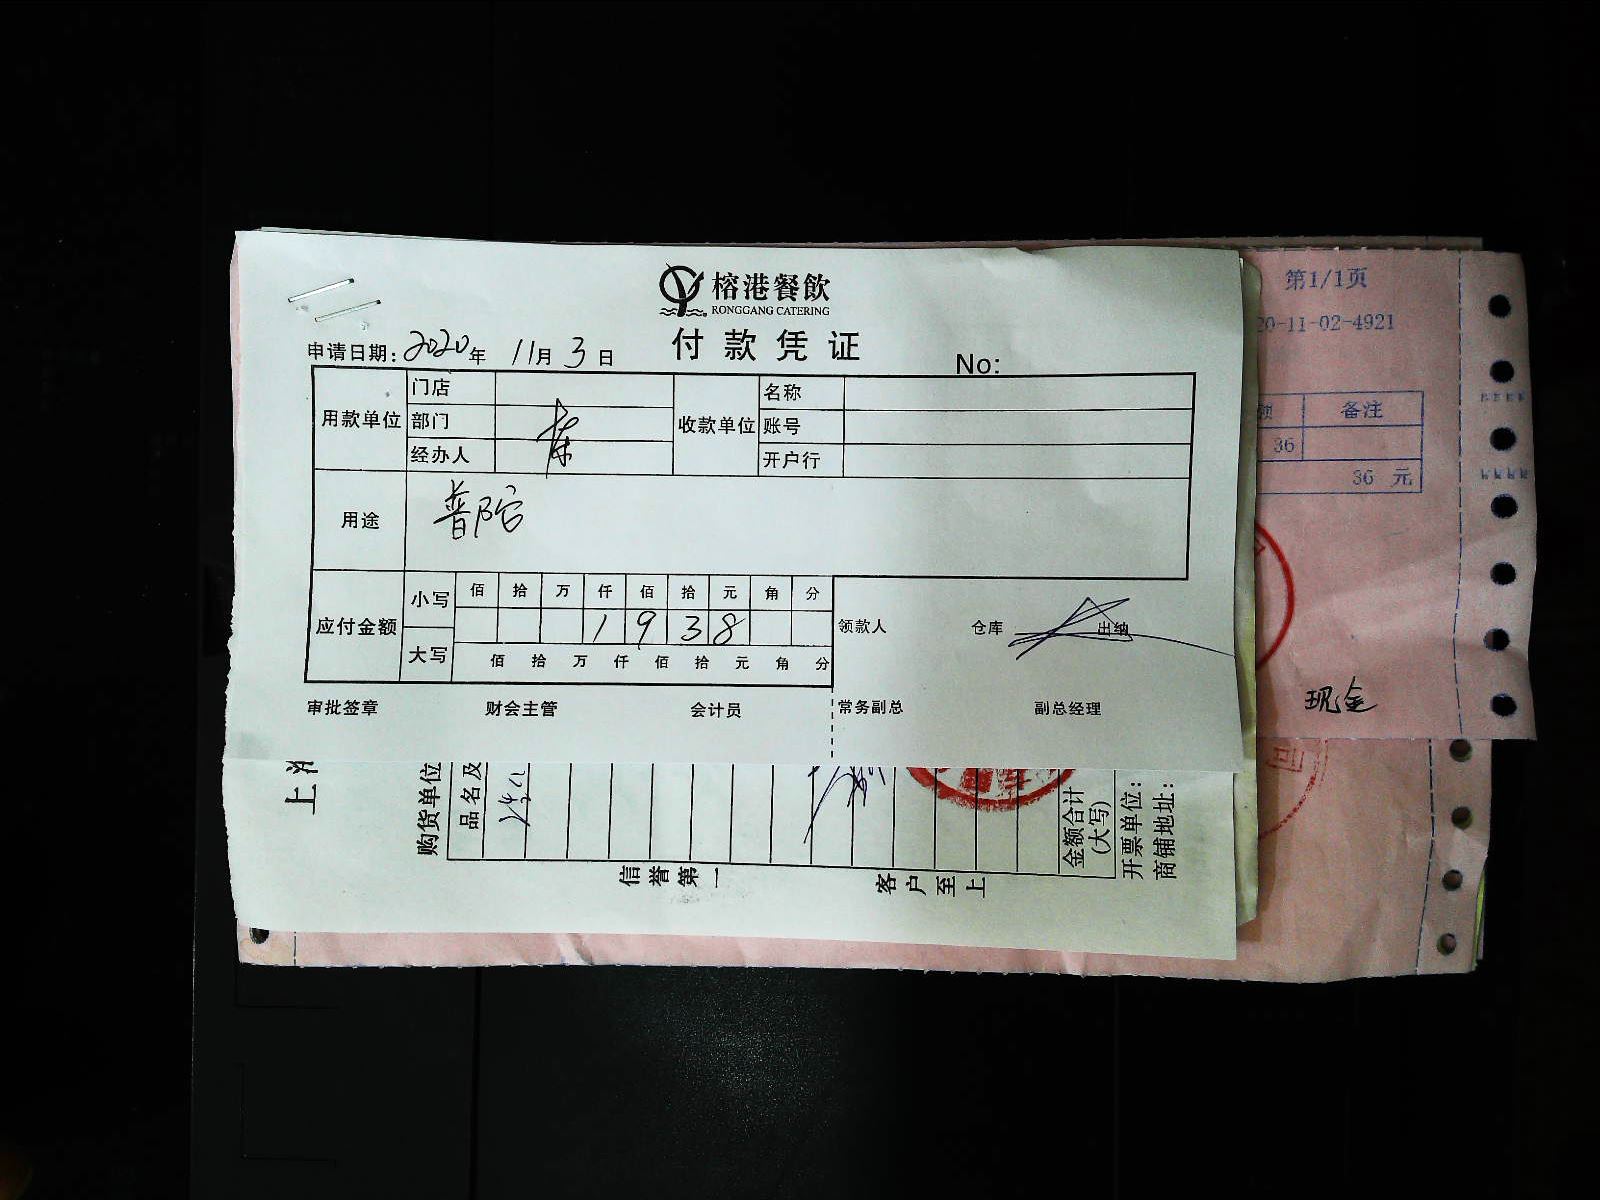 榕港餐飲
RONGGANG CATERING
付款凭证
申请日期：2020年 11月 3日
No:
用款单位 门店 收款单位 名称
部门 账号
经办人 开户行
用途 普陀
应付金额 小写 佰 拾 万 仟 佰 拾 元 角 分
1 9 3 8
大写 佰 拾 万 仟 佰 拾 元 角 分
领款人 仓库 出纳
审批签章 财会主管 会计员 常务副总 副总经理
第1/1页
20-11-02-4921
备注
36
36 元
现金
上
购货单位
品名及
金额合计
(大写)
开票单位：
商铺地址：
信誉第一
客户至上